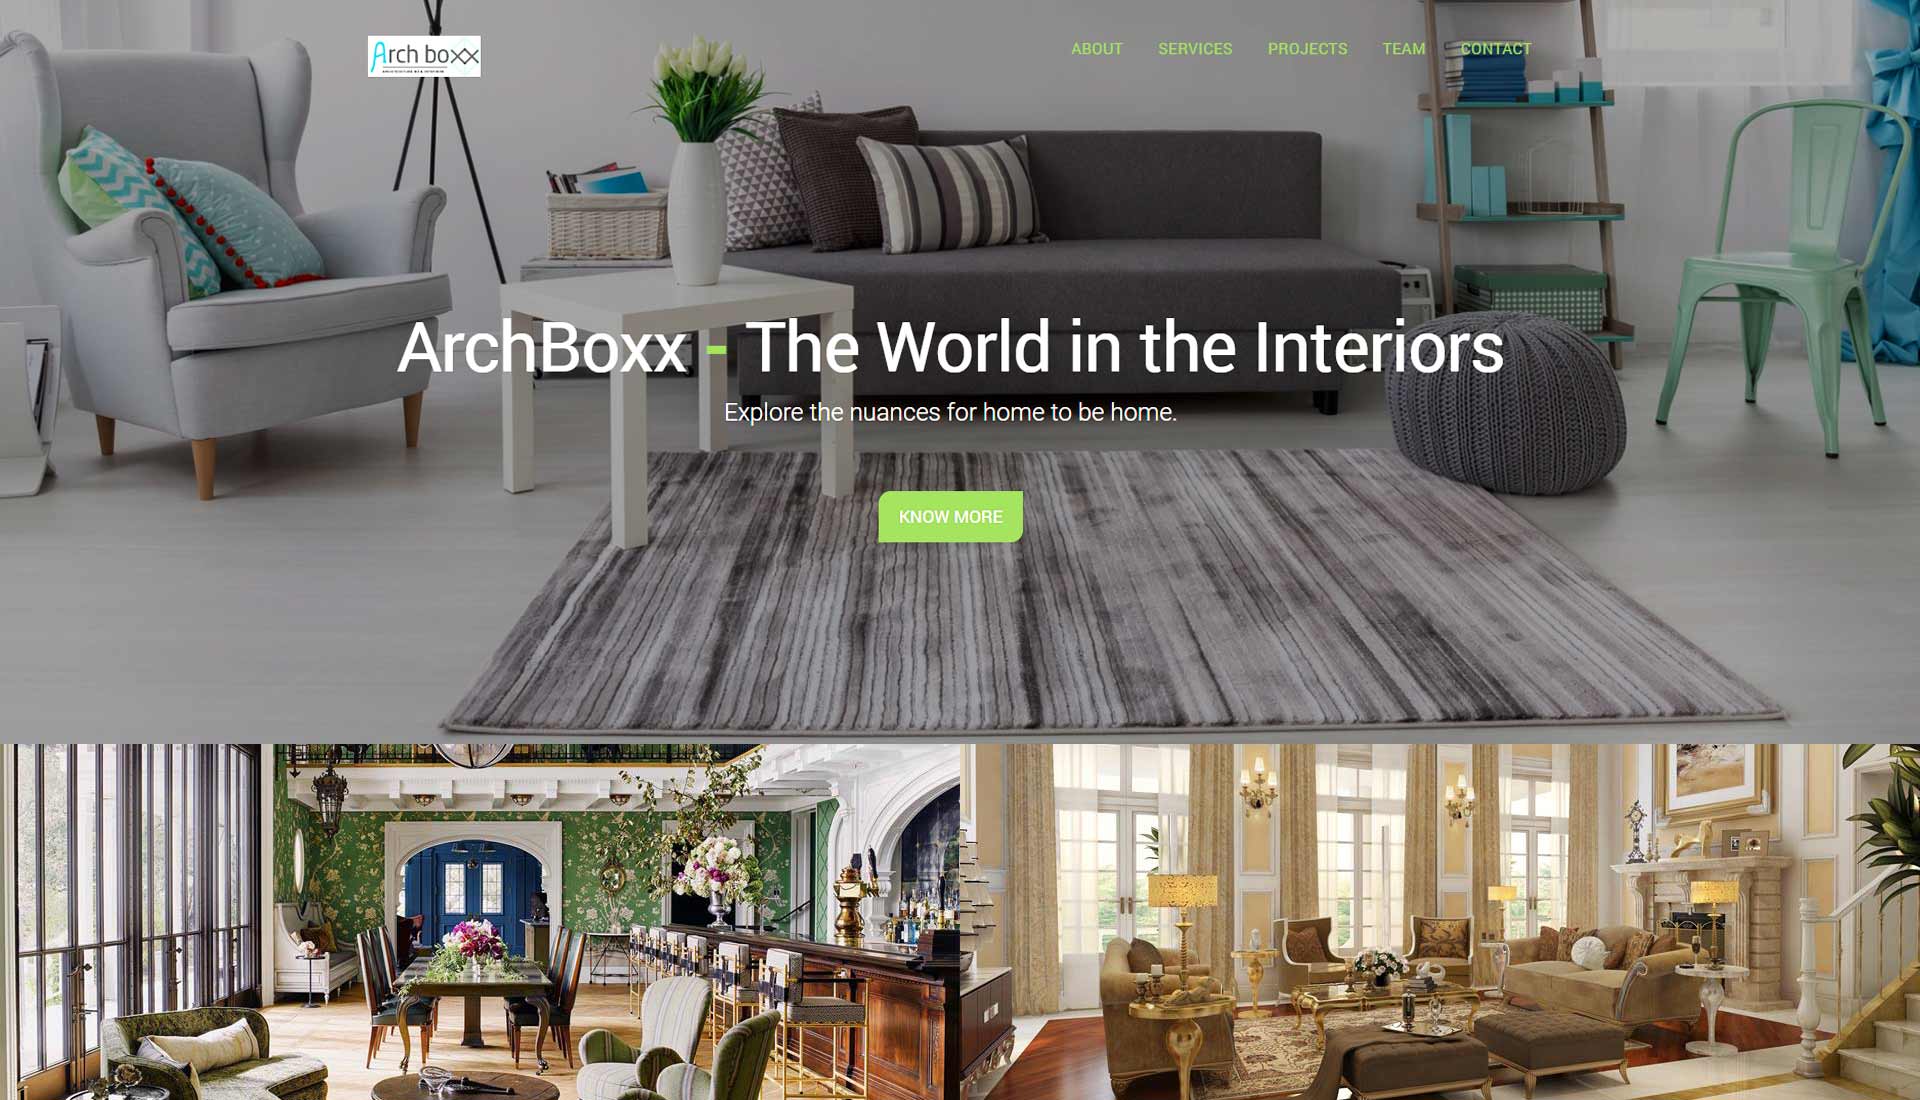 Arch boxx
ABOUT SERVICES PROJECTS TEAM CONTACT
ArchBoxx - The World in the Interiors
Explore the nuances for home to be home.
KNOW MORE